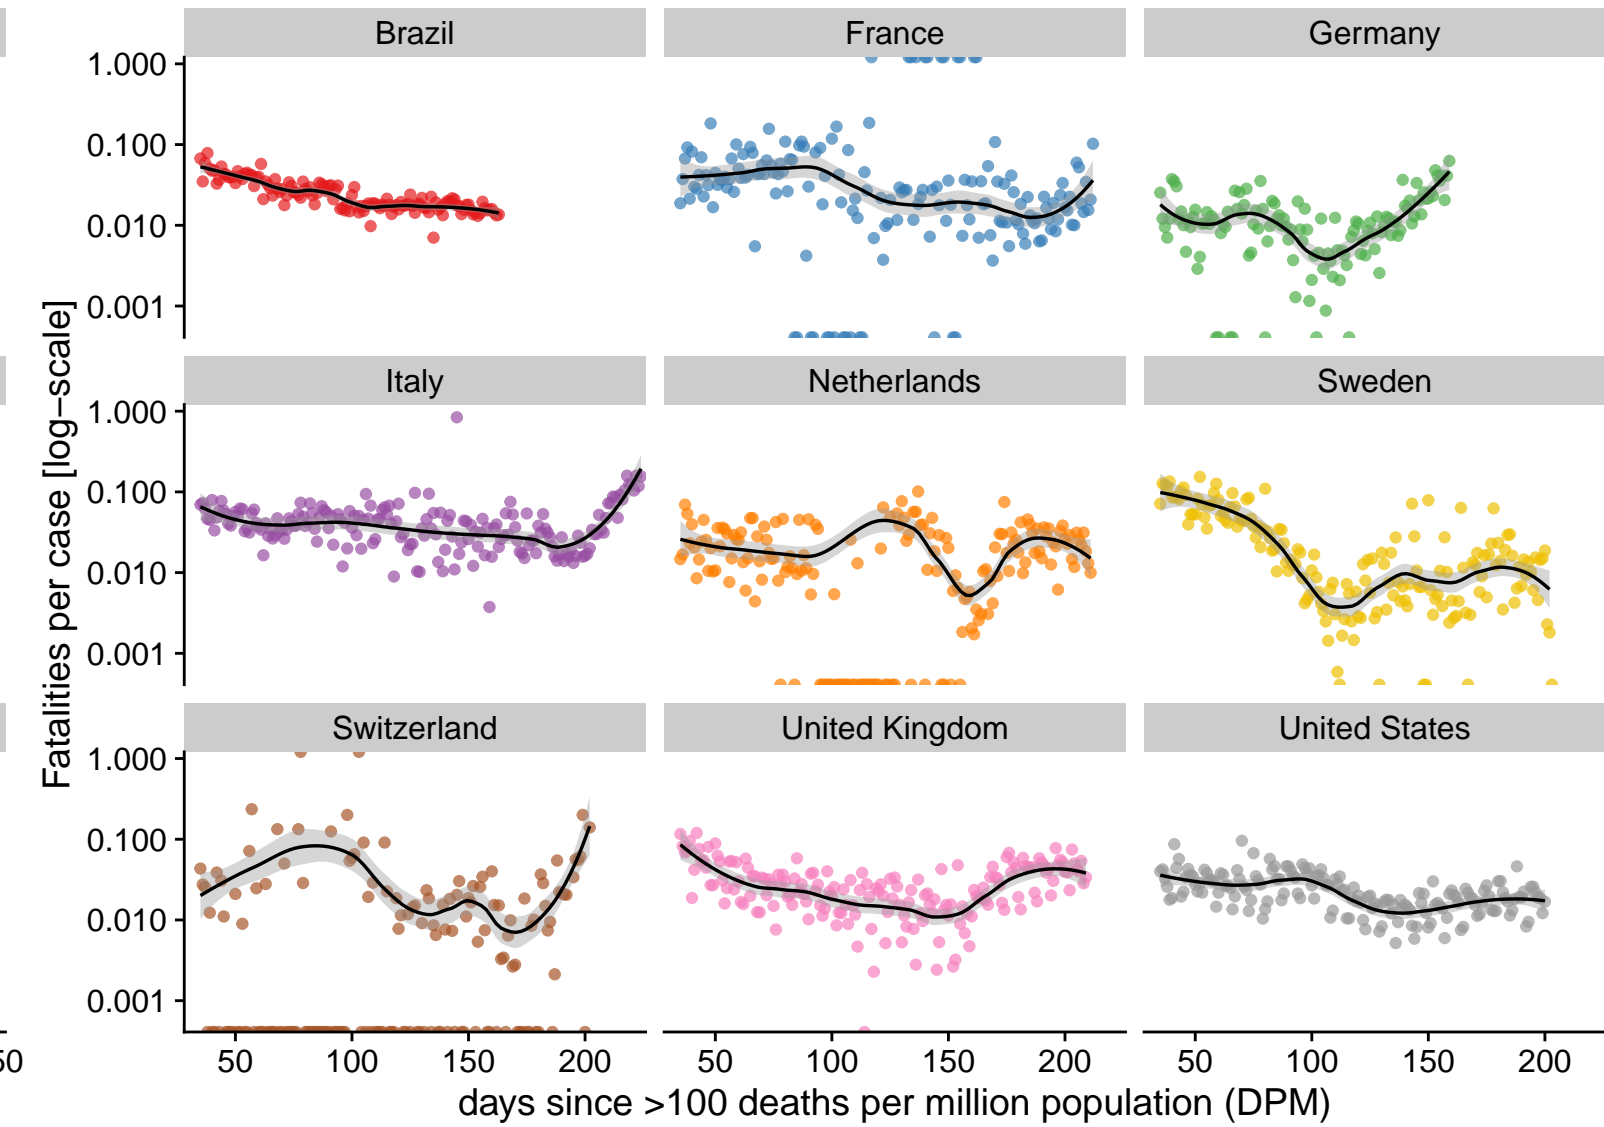 Brazil
France
Germany
1.000
0.100
0.010
0.001
Italy
Netherlands
Sweden
1.000
0.100
0.010
0.001
Switzerland
United Kingdom
United States
1.000
0.100
0.010
0.001
Fatalities per case [log−scale]
50 100 150 200
50 100 150 200
50 100 150 200
days since >100 deaths per million population (DPM)